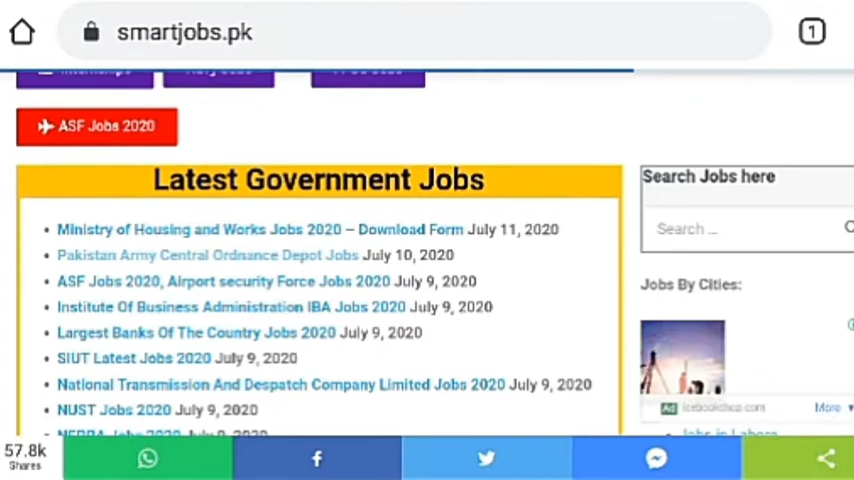 smartjobs.pk
1
ASF Jobs 2020
Latest Government Jobs
• Ministry of Housing and Works Jobs 2020 – Download Form July 11, 2020
• Pakistan Army Central Ordnance Depot Jobs July 10, 2020
• ASF Jobs 2020, Airport security Force Jobs 2020 July 9, 2020
• Institute Of Business Administration IBA Jobs 2020 July 9, 2020
• Largest Banks Of The Country Jobs 2020 July 9, 2020
• SIUT Latest Jobs 2020 July 9, 2020
• National Transmission And Despatch Company Limited Jobs 2020 July 9, 2020
• NUST Jobs 2020 July 9, 2020
Search Jobs here
Search ...
Jobs By Cities:
Ad icebookshop.com More
Jobs in Lahore
57.8k
Shares